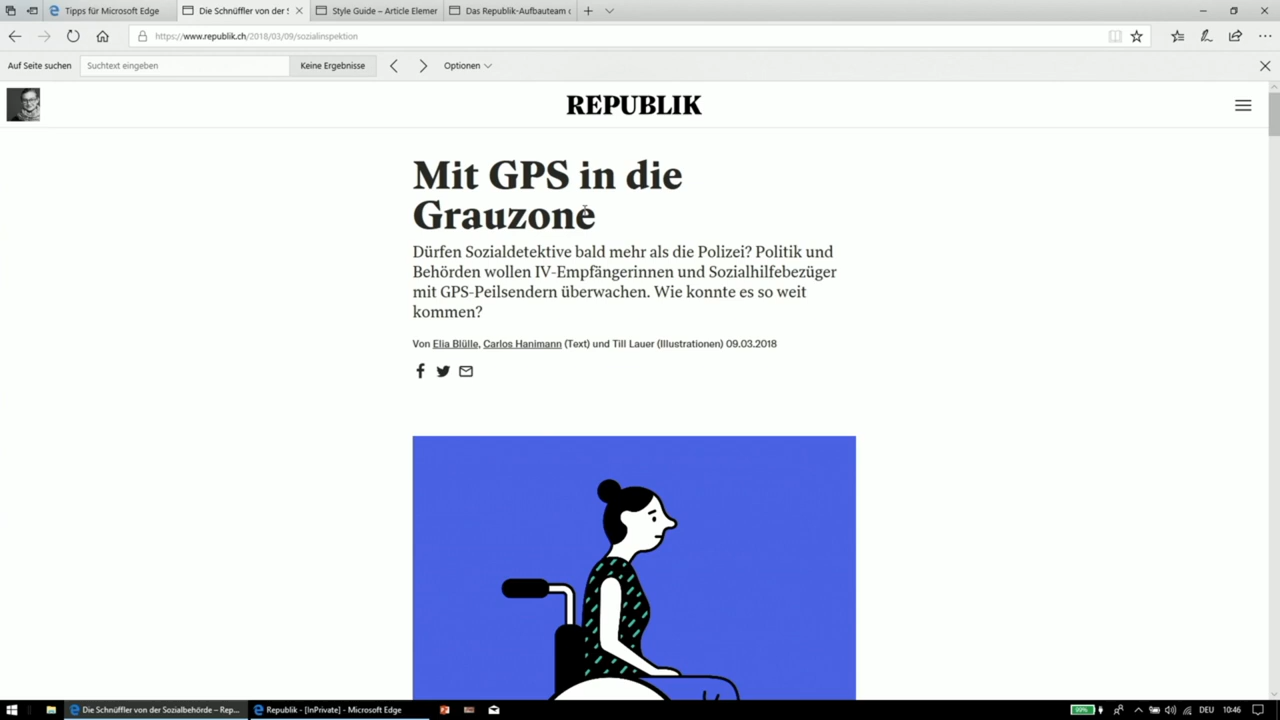 Tipps für Microsoft Edge
Die Schnüffler von der S
Style Guide – Article Elemer
Das Republik-Aufbauteam
https://www.republik.ch/2018/03/09/sozialinspektion
Auf Seite suchen
Suchtext eingeben
Keine Ergebnisse
Optionen
REPUBLIK
Mit GPS in die
Grauzone
Dürfen Sozialdetektive bald mehr als die Polizei? Politik und
Behörden wollen IV-Empfängerinnen und Sozialhilfebezüger
mit GPS-Peilsendern überwachen. Wie konnte es so weit
kommen?
Von Elia Blülle, Carlos Hanimann (Text) und Till Lauer (Illustrationen) 09.03.2018
Die Schnüffler von der Sozialbehörde – Rep...
Republik - [InPrivate] - Microsoft Edge
99%
DEU
10:46